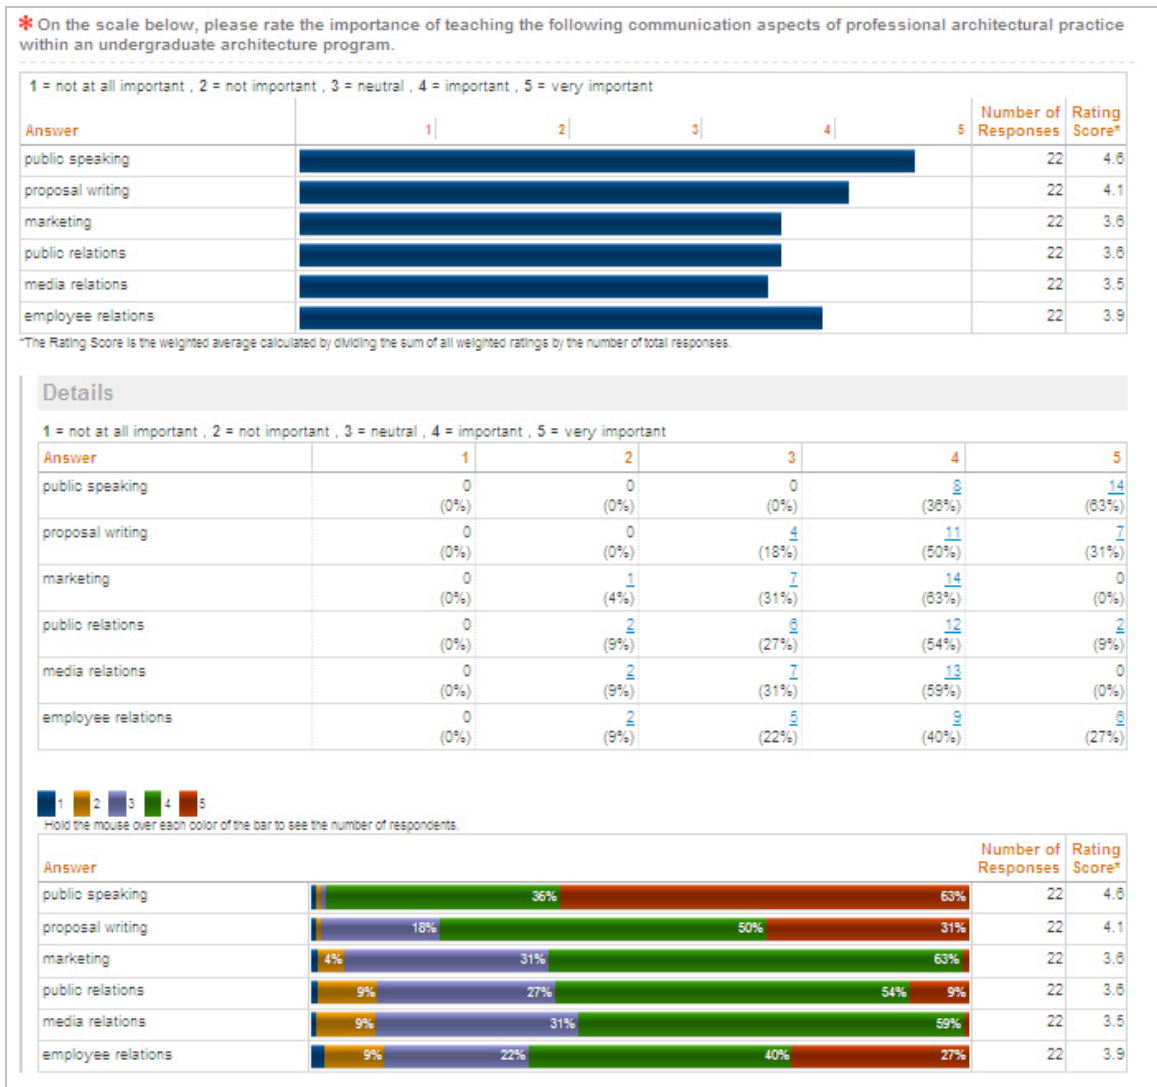 * On the scale below, please rate the importance of teaching the following communication aspects of professional architectural practice
within an undergraduate architecture program.
1 = not at all important , 2 = not important , 3 = neutral , 4 = important , 5 = very important
Number of Rating
Answer 1 2 3 4 5 Responses Score*
public speaking 22 4.6
proposal writing 22 4.1
marketing 22 3.6
public relations 22 3.6
media relations 22 3.5
employee relations 22 3.9
*The Rating Score is the weighted average calculated by dividing the sum of all weighted ratings by the number of total responses.
Details
1 = not at all important , 2 = not important , 3 = neutral , 4 = important , 5 = very important
Answer 1 2 3 4 5
public speaking 0 0 0 8 14
(0%) (0%) (0%) (36%) (63%)
proposal writing 0 0 4 11 7
(0%) (0%) (18%) (50%) (31%)
marketing 0 1 7 14 0
(0%) (4%) (31%) (63%) (0%)
public relations 0 2 6 12 2
(0%) (9%) (27%) (54%) (9%)
media relations 0 2 7 13 0
(0%) (9%) (31%) (59%) (0%)
employee relations 0 2 5 9 6
(0%) (9%) (22%) (40%) (27%)
1 2 3 4 5
Hold the mouse over each color of the bar to see the number of respondents.
Number of Rating
Answer Responses Score*
public speaking 36% 63% 22 4.6
proposal writing 18% 50% 31% 22 4.1
marketing 4% 31% 63% 22 3.6
public relations 9% 27% 54% 9% 22 3.6
media relations 9% 31% 59% 22 3.5
employee relations 9% 22% 40% 27% 22 3.9